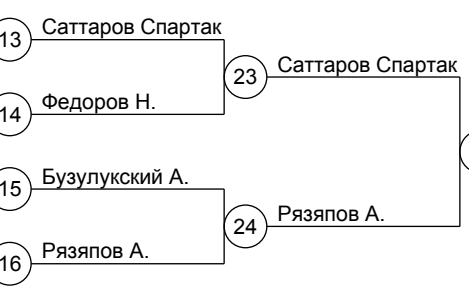 13 Саттаров Спартак
23 Саттаров Спартак
14 Федоров Н.
15 Бузулукский А.
24 Рязяпов А.
16 Рязяпов А.